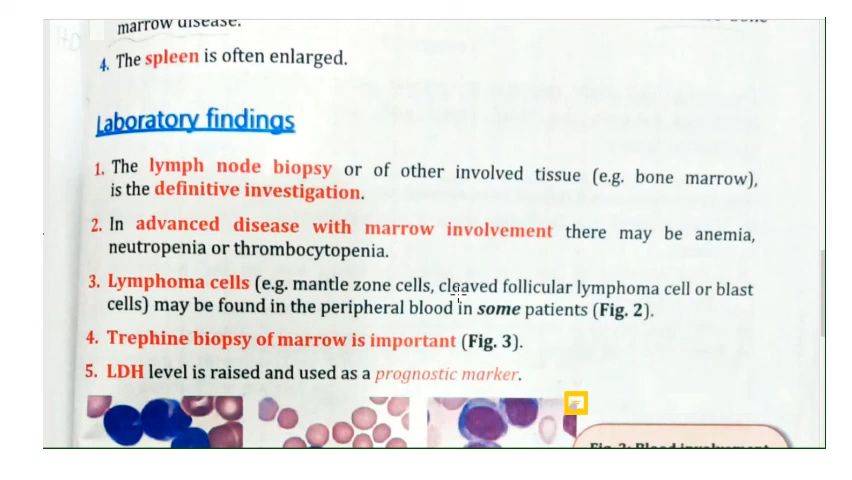 marrow disease.
4. The spleen is often enlarged.
Laboratory findings
1. The lymph node biopsy or of other involved tissue (e.g. bone marrow),
is the definitive investigation.
2. In advanced disease with marrow involvement there may be anemia,
neutropenia or thrombocytopenia.
3. Lymphoma cells (e.g. mantle zone cells, cleaved follicular lymphoma cell or blast
cells) may be found in the peripheral blood in some patients (Fig. 2).
4. Trephine biopsy of marrow is important (Fig. 3).
5. LDH level is raised and used as a prognostic marker.
Fig. 2: Blood involvement